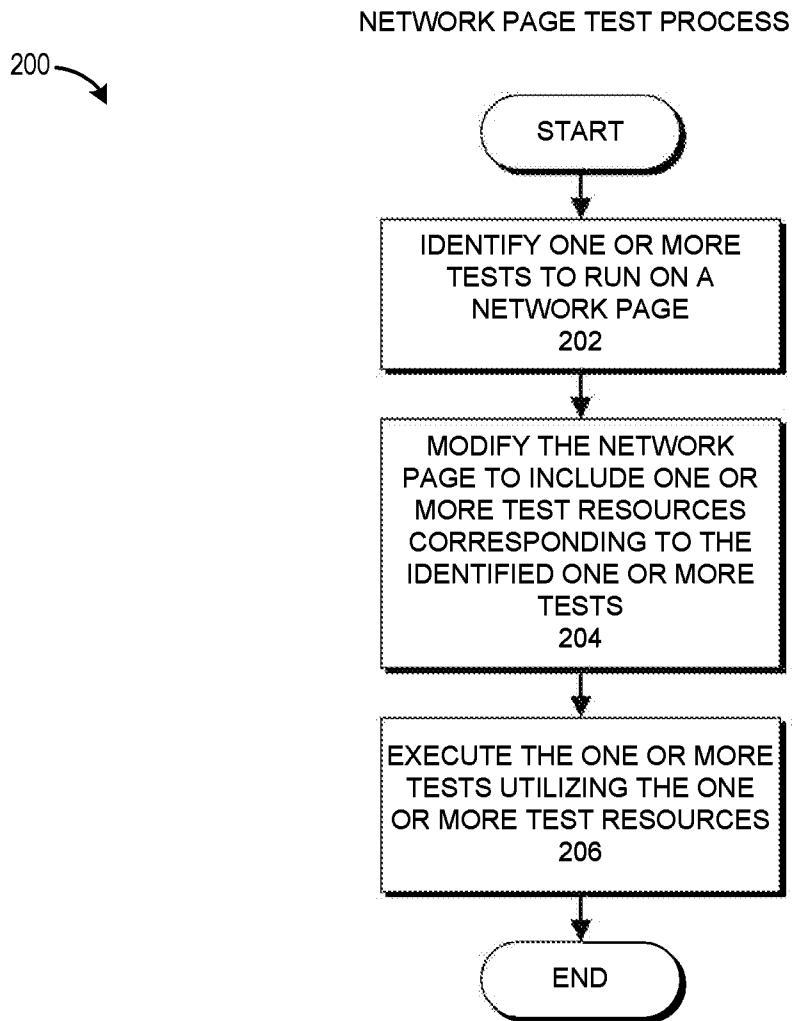 NETWORK PAGE TEST PROCESS
200
START
IDENTIFY ONE OR MORE
TESTS TO RUN ON A
NETWORK PAGE
202
MODIFY THE NETWORK
PAGE TO INCLUDE ONE OR
MORE TEST RESOURCES
CORRESPONDING TO THE
IDENTIFIED ONE OR MORE
TESTS
204
EXECUTE THE ONE OR MORE
TESTS UTILIZING THE ONE
OR MORE TEST RESOURCES
206
END